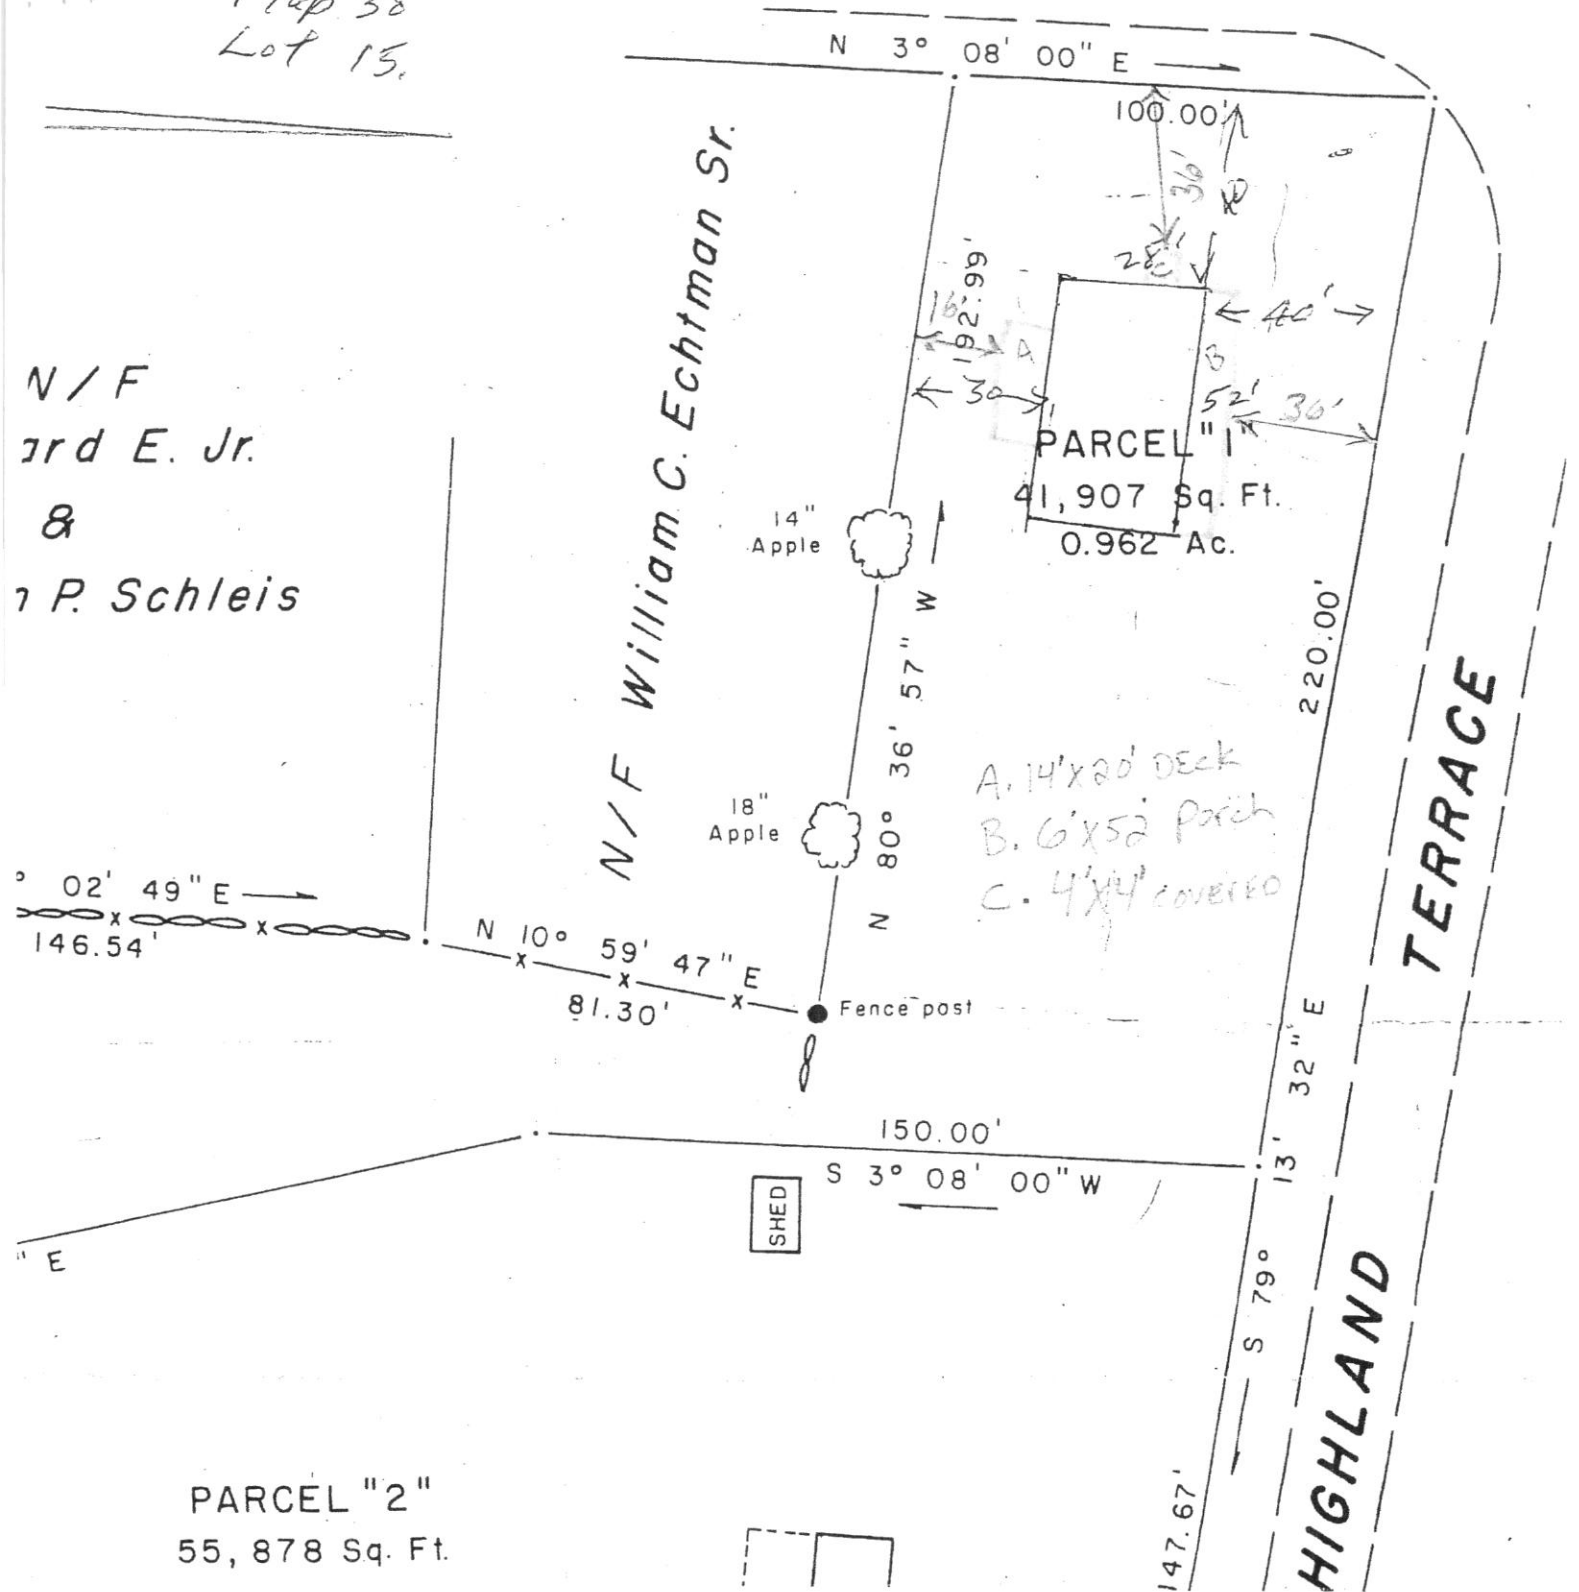 Map 30
Lot 15.
N 3° 08' 00" E
100.00'
36'
40
28'
C
192.99'
16'
A
30'
40'
B
52'
36'
PARCEL "1"
41,907 Sq. Ft.
0.962 Ac.
N/F William C. Echtman Sr.
N/F
ard E. Jr.
&
P. Schleis
14"
Apple
18"
Apple
N 80° 36' 57" W
220.00'
A. 14'x20' DECK
B. 6'x52' Porch
C. 4'x4' COVERED
° 02' 49" E
146.54'
N 10° 59' 47" E
81.30'
Fence post
150.00'
S 3° 08' 00" W
SHED
" E
S 79° 13' 32" E
147.67'
HIGHLAND TERRACE
PARCEL "2"
55,878 Sq. Ft.